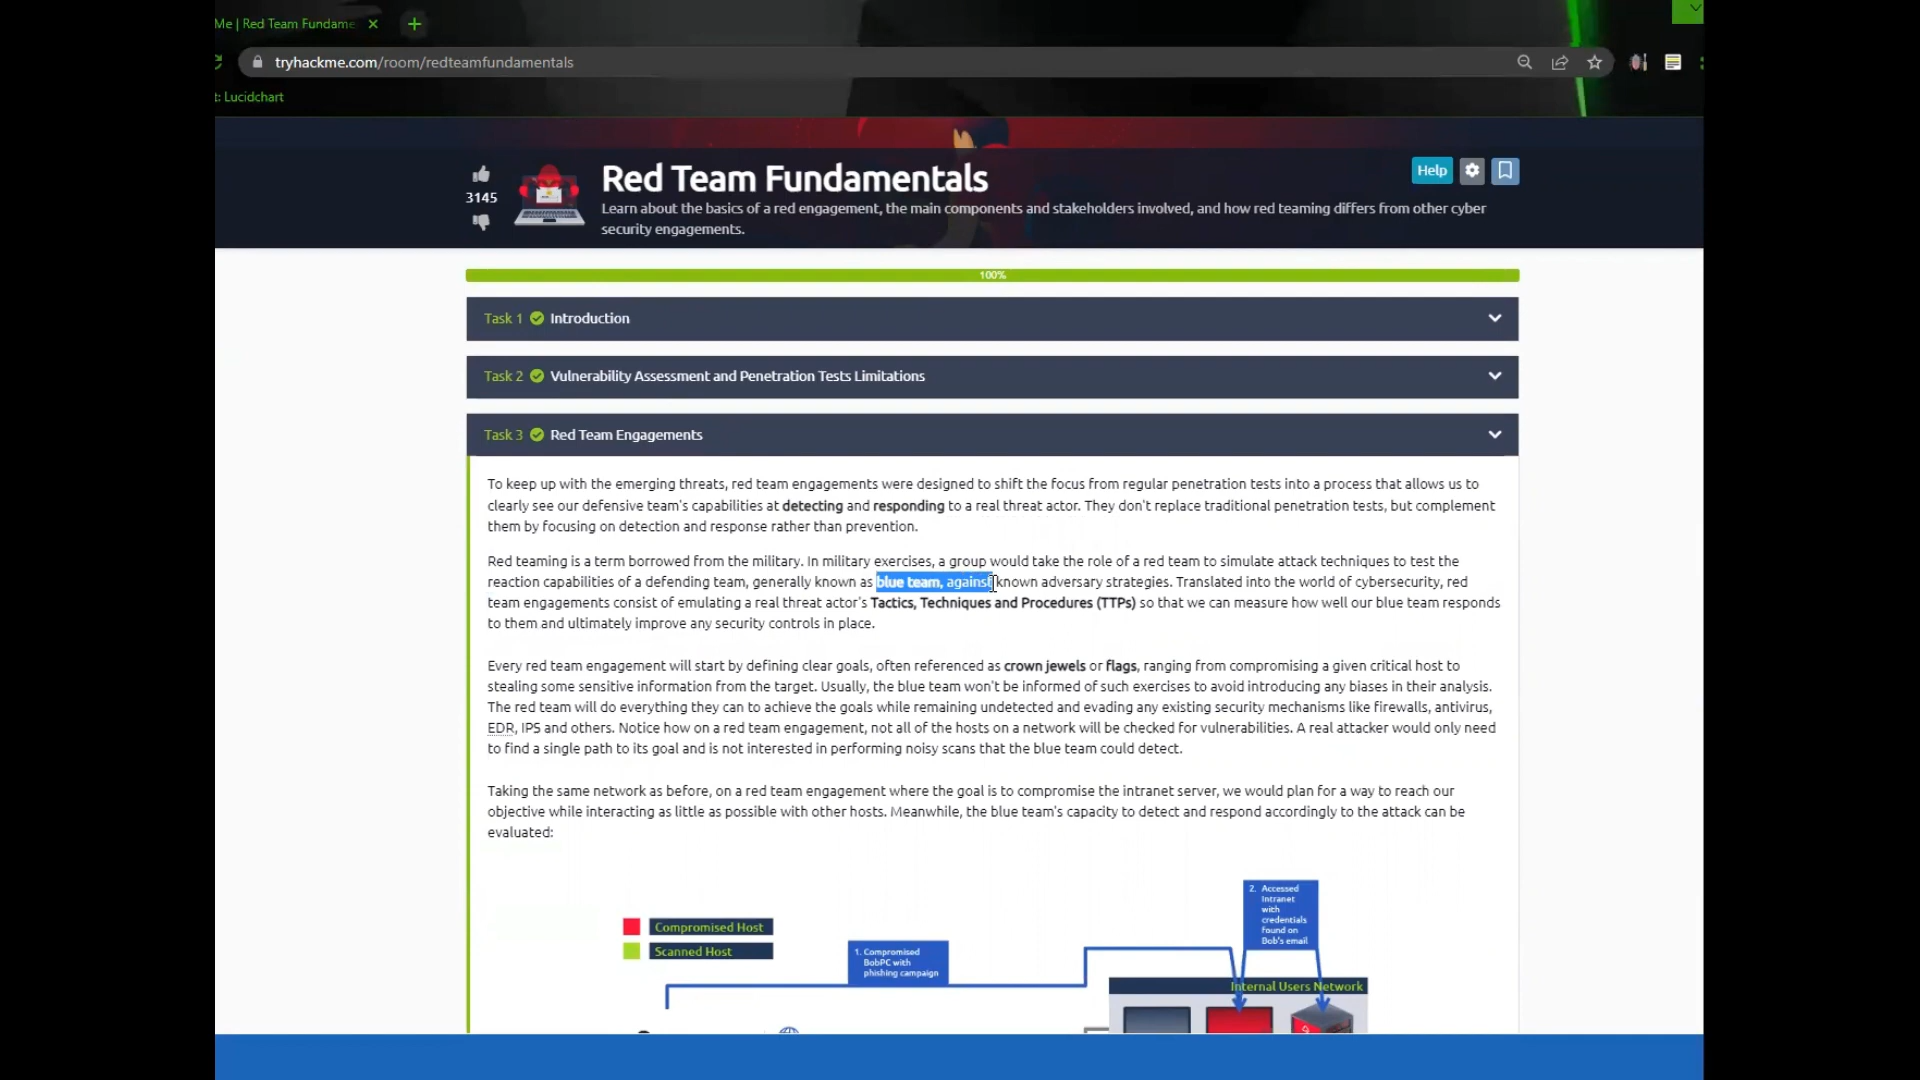 Me | Red Team Fundame
tryhackme.com/room/redteamfundamentals
t: Lucidchart
3145
Red Team Fundamentals
Learn about the basics of a red engagement, the main components and stakeholders involved, and how red teaming differs from other cyber
security engagements.
Help
100%
Task 1 Introduction
Task 2 Vulnerability Assessment and Penetration Tests Limitations
Task 3 Red Team Engagements
To keep up with the emerging threats, red team engagements were designed to shift the focus from regular penetration tests into a process that allows us to
clearly see our defensive team's capabilities at detecting and responding to a real threat actor. They don't replace traditional penetration tests, but complement
them by focusing on detection and response rather than prevention.
Red teaming is a term borrowed from the military. In military exercises, a group would take the role of a red team to simulate attack techniques to test the
reaction capabilities of a defending team, generally known as blue team, against known adversary strategies. Translated into the world of cybersecurity, red
team engagements consist of emulating a real threat actor's Tactics, Techniques and Procedures (TTPs) so that we can measure how well our blue team responds
to them and ultimately improve any security controls in place.
Every red team engagement will start by defining clear goals, often referenced as crown jewels or flags, ranging from compromising a given critical host to
stealing some sensitive information from the target. Usually, the blue team won't be informed of such exercises to avoid introducing any biases in their analysis.
The red team will do everything they can to achieve the goals while remaining undetected and evading any existing security mechanisms like firewalls, antivirus,
EDR, IPS and others. Notice how on a red team engagement, not all of the hosts on a network will be checked for vulnerabilities. A real attacker would only need
to find a single path to its goal and is not interested in performing noisy scans that the blue team could detect.
Taking the same network as before, on a red team engagement where the goal is to compromise the intranet server, we would plan for a way to reach our
objective while interacting as little as possible with other hosts. Meanwhile, the blue team's capacity to detect and respond accordingly to the attack can be
evaluated:
Compromised Host
Scanned Host
1. Compromised
BobPC with
phishing campaign
2. Accessed
Intranet
with
credentials
found on
Bob's email
Internal Users Network